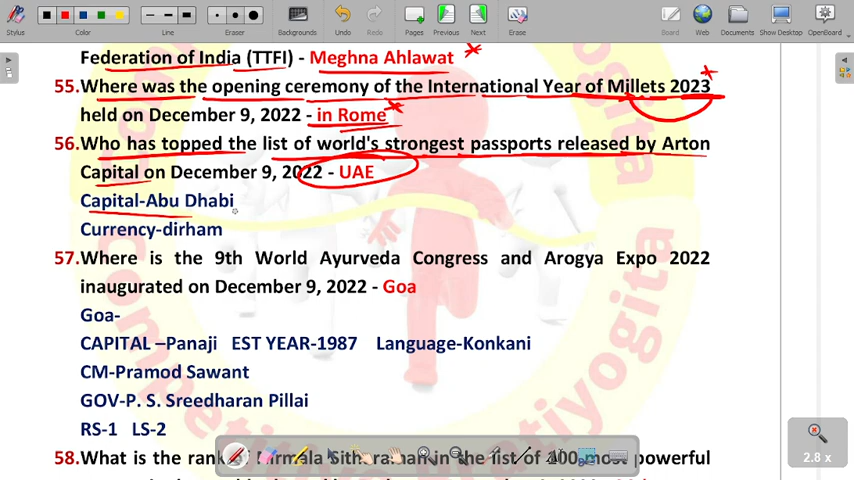 Stylus
Color
Line
Eraser
Backgrounds
Undo
Redo
Pages
Previous
Next
Erase
Board
Web
Documents
Show Desktop
OpenBoard
Federation of India (TTFI) - Meghna Ahlawat
55.Where was the opening ceremony of the International Year of Millets 2023
held on December 9, 2022 - in Rome
56.Who has topped the list of world's strongest passports released by Arton
Capital on December 9, 2022 - UAE
Capital-Abu Dhabi
Currency-dirham
57.Where is the 9th World Ayurveda Congress and Arogya Expo 2022
inaugurated on December 9, 2022 - Goa
Goa-
CAPITAL –Panaji EST YEAR-1987 Language-Konkani
CM-Pramod Sawant
GOV-P. S. Sreedharan Pillai
RS-1 LS-2
58.What is the rank of Nirmala Sitharaman in the list of 100 most powerful
2.8 x